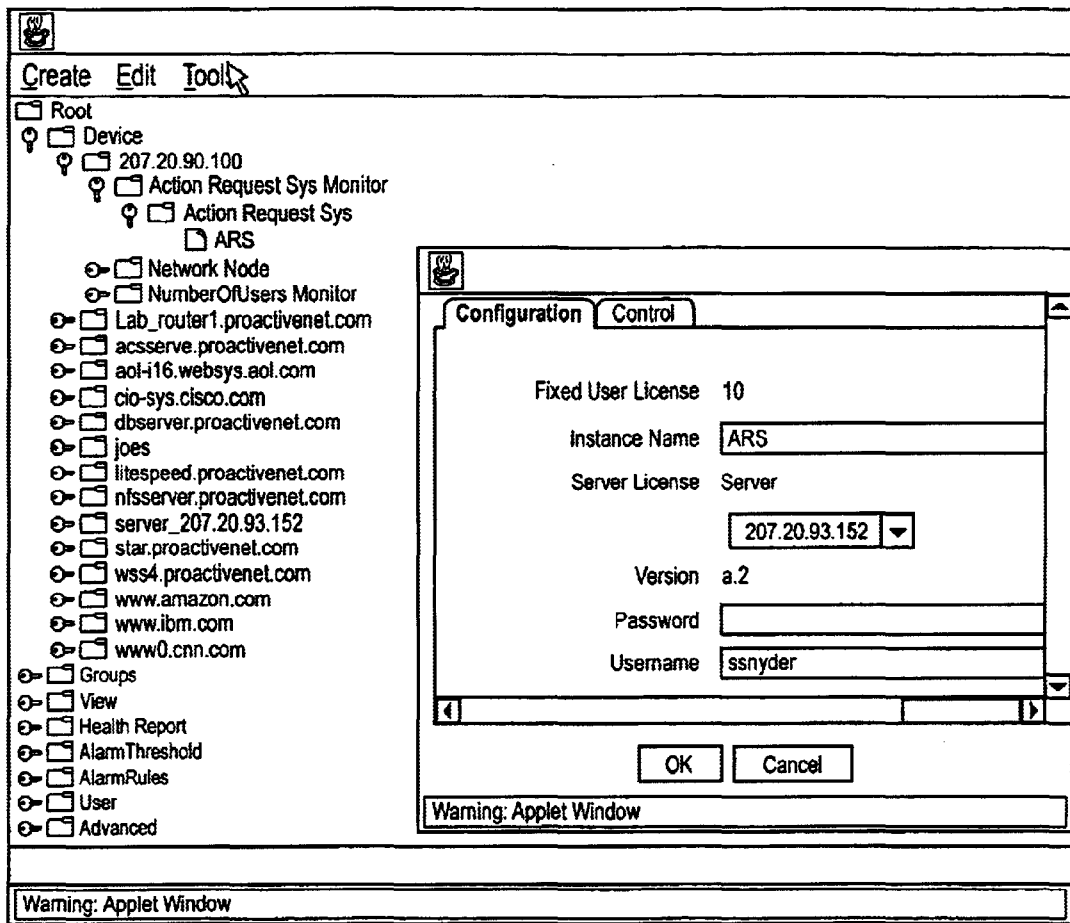 Create Edit Tools
Root
Device
207.20.90.100
Action Request Sys Monitor
Action Request Sys
ARS
Network Node
NumberOfUsers Monitor
Lab_router1.proactivenet.com
acsserve.proactivenet.com
aol-i16.websys.aol.com
cio-sys.cisco.com
dbserver.proactivenet.com
joes
litespeed.proactivenet.com
nfsserver.proactivenet.com
server_207.20.93.152
star.proactivenet.com
wss4.proactivenet.com
www.amazon.com
www.ibm.com
www0.cnn.com
Groups
View
Health Report
AlarmThreshold
AlarmRules
User
Advanced
Configuration Control
Fixed User License 10
Instance Name ARS
Server License Server
207.20.93.152
Version a.2
Password
Username ssnyder
OK Cancel
Warning: Applet Window
Warning: Applet Window